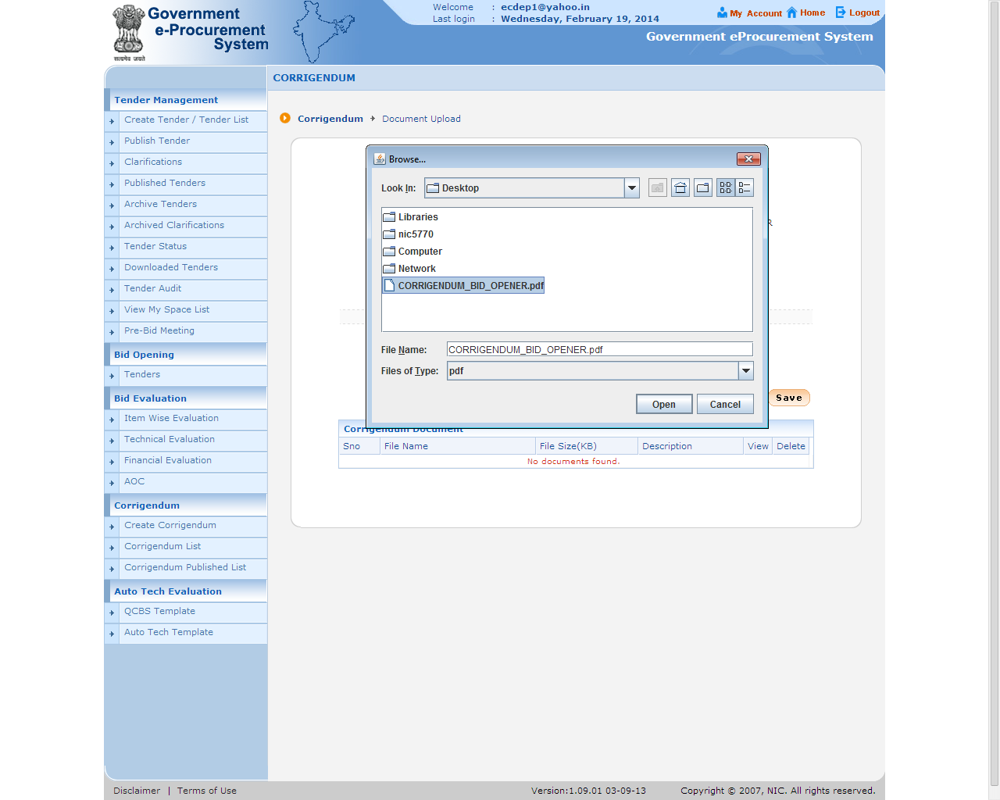 Government
e-Procurement
System
सत्यमेव जयते
Welcome : ecdep1@yahoo.in
Last login : Wednesday, February 19, 2014
My Account Home Logout
Government eProcurement System
CORRIGENDUM
Tender Management
Create Tender / Tender List
Publish Tender
Clarifications
Published Tenders
Archive Tenders
Archived Clarifications
Tender Status
Downloaded Tenders
Tender Audit
View My Space List
Pre-Bid Meeting
Bid Opening
Tenders
Bid Evaluation
Item Wise Evaluation
Technical Evaluation
Financial Evaluation
AOC
Corrigendum
Create Corrigendum
Corrigendum List
Corrigendum Published List
Auto Tech Evaluation
QCBS Template
Auto Tech Template
Corrigendum Document Upload
Browse...
Look In: Desktop
Libraries
nic5770
Computer
Network
CORRIGENDUM_BID_OPENER.pdf
File Name: CORRIGENDUM_BID_OPENER.pdf
Files of Type: pdf
Open Cancel
R
Save
Corrigendum Document
Sno File Name File Size(KB) Description View Delete
No documents found.
Disclaimer | Terms of Use
Version:1.09.01 03-09-13
Copyright © 2007, NIC. All rights reserved.